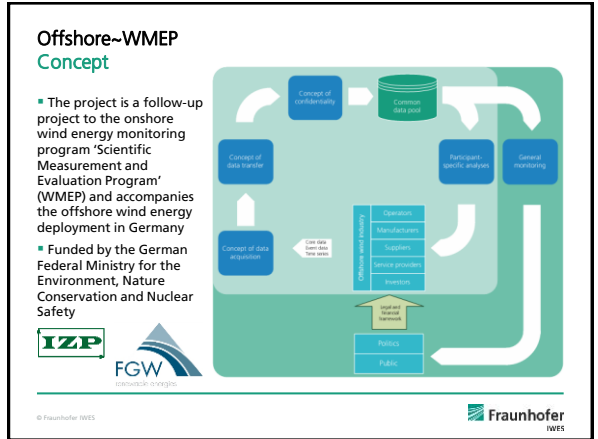 Offshore~WMEP
Concept
▪ The project is a follow-up
project to the onshore
wind energy monitoring
program ‘Scientific
Measurement and
Evaluation Program’
(WMEP) and accompanies
the offshore wind energy
deployment in Germany
▪ Funded by the German
Federal Ministry for the
Environment, Nature
Conservation and Nuclear
Safety
IZP
FGW
renewable energies
Concept of
confidentiality
Common
data pool
Concept of
data transfer
Participant-
specific analyses
General
monitoring
Concept of data
acquisition
Core data
Event data
Time series
Offshore wind industry
Operators
Manufacturers
Suppliers
Service providers
Investors
Legal and
financial
framework
Politics
Public
© Fraunhofer IWES
Fraunhofer
IWES